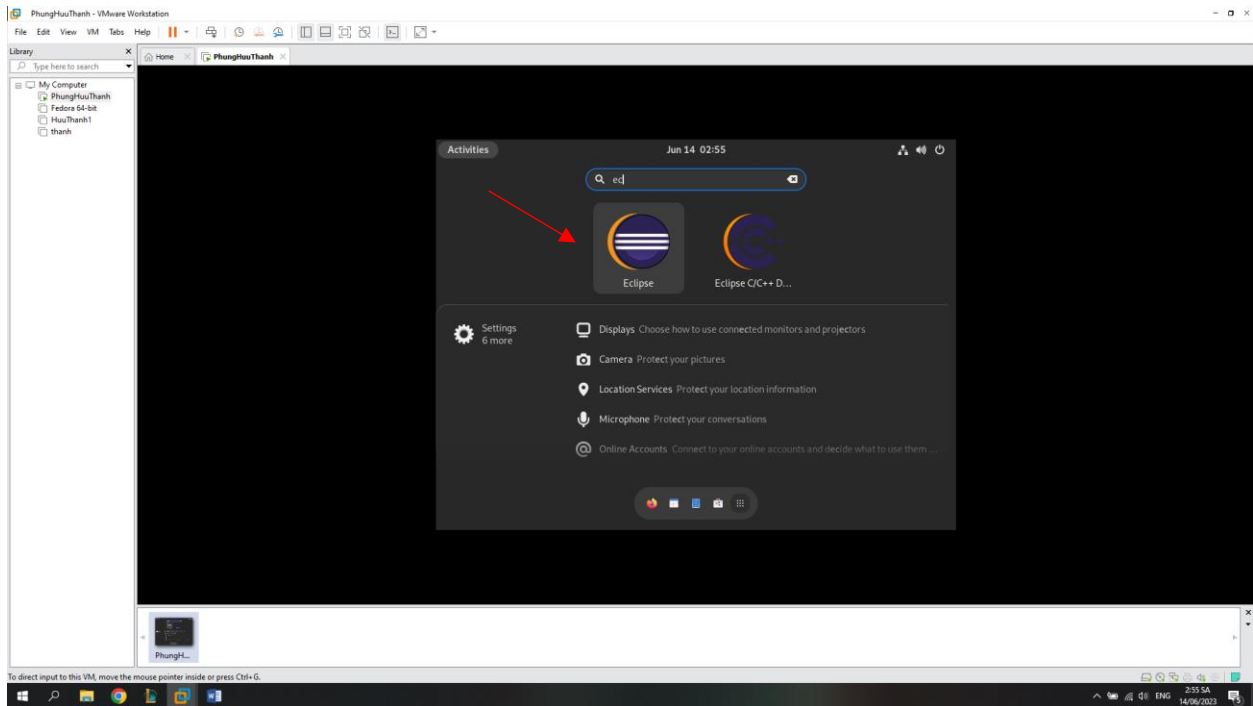 PhungHuuThanh - VMware Workstation
File Edit View VM Tabs Help
Library
Type here to search
My Computer
PhungHuuThanh
Fedora 64-bit
HuuThanh1
thanh
Home
PhungHuuThanh
Activities
Jun 14 02:55
ec
Eclipse
Eclipse C/C++ D...
Settings
6 more
Displays Choose how to use connected monitors and projectors
Camera Protect your pictures
Location Services Protect your location information
Microphone Protect your conversations
Online Accounts Connect to your online accounts and decide what to use them ...
PhungH...
To direct input to this VM, move the mouse pointer inside or press Ctrl+G.
ENG
2:55 SA
14/06/2023